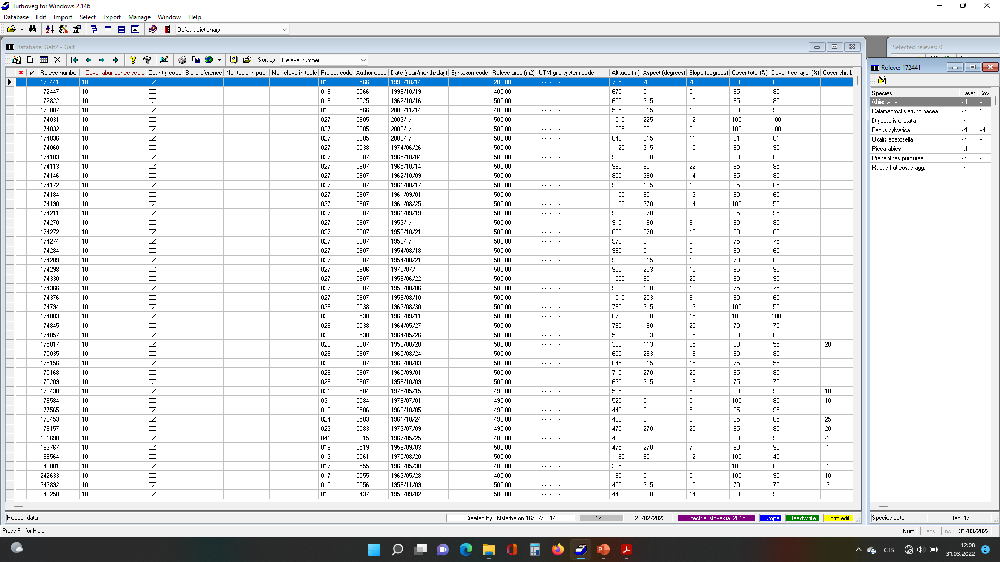 Turboveg for Windows 2.146
Database Edit Import Select Export Manage Window Help
Default dictionary
Database: Galt2 - Galt
Sort by Releve number
Releve number * Cover abundance scale Country code Biblioreference No. table in publ. No. releve in table Project code Author code Date (year/month/day) Syntaxon code Releve area (m2) UTM grid system code Altitude (m) Aspect (degrees) Slope (degrees) Cover total (%) Cover tree layer (%) Cover shrub
172441 10 CZ 016 0566 1998/10/14 200.00 - - - - 735 -1 -1 80 80
172447 10 CZ 016 0566 1998/10/19 400.00 - - - - 675 0 5 85 85
172822 10 CZ 016 0025 1962/10/16 500.00 - - - - 600 315 15 85 85
173087 10 CZ 016 0566 2000/11/14 400.00 - - - - 585 315 10 90 90
174031 10 CZ 027 0605 2003/ / 500.00 - - - - 1015 225 12 100 100
174032 10 CZ 027 0605 2003/ / 500.00 - - - - 1025 90 6 100 100
174036 10 CZ 027 0605 2003/ / 500.00 - - - - 840 315 11 81 81
174060 10 CZ 027 0538 1974/06/26 500.00 - - - - 1120 315 15 90 90
174103 10 CZ 027 0607 1965/10/04 500.00 - - - - 900 338 23 80 80
174113 10 CZ 027 0607 1965/10/14 500.00 - - - - 960 90 22 85 85
174146 10 CZ 027 0607 1962/10/09 500.00 - - - - 850 360 14 85 85
174172 10 CZ 027 0607 1961/08/17 500.00 - - - - 980 135 18 85 85
174184 10 CZ 027 0607 1961/09/01 500.00 - - - - 1150 90 13 60 60
174190 10 CZ 027 0607 1961/08/25 500.00 - - - - 1150 270 14 100 50
174211 10 CZ 027 0607 1961/09/19 500.00 - - - - 900 270 30 95 95
174270 10 CZ 027 0607 1953/ / 500.00 - - - - 910 180 9 80 80
174272 10 CZ 027 0607 1953/10/21 500.00 - - - - 880 270 10 80 80
174274 10 CZ 027 0607 1953/ / 500.00 - - - - 970 0 2 75 75
174284 10 CZ 027 0607 1954/08/18 500.00 - - - - 960 0 5 80 60
174289 10 CZ 027 0607 1954/08/21 500.00 - - - - 920 315 10 70 60
174298 10 CZ 027 0606 1970/07/ 500.00 - - - - 900 203 15 95 95
174330 10 CZ 027 0607 1959/06/22 500.00 - - - - 1005 90 20 90 90
174366 10 CZ 027 0607 1959/08/06 500.00 - - - - 990 180 12 75 75
174376 10 CZ 027 0607 1959/08/10 500.00 - - - - 1015 203 8 80 60
174794 10 CZ 028 0538 1963/08/30 500.00 - - - - 760 315 13 100 50
174803 10 CZ 028 0538 1963/09/11 500.00 - - - - 670 338 15 100 100
174845 10 CZ 028 0538 1964/05/27 500.00 - - - - 760 180 25 70 70
174857 10 CZ 028 0538 1964/05/26 500.00 - - - - 530 293 25 80 80
175017 10 CZ 028 0607 1958/08/20 500.00 - - - - 360 113 35 60 55 20
175035 10 CZ 028 0607 1960/08/24 500.00 - - - - 650 293 18 80 80
175156 10 CZ 028 0607 1960/08/03 500.00 - - - - 645 315 15 75 55
175168 10 CZ 028 0607 1960/09/01 500.00 - - - - 715 270 25 85 85
175209 10 CZ 028 0607 1958/10/09 500.00 - - - - 635 315 18 75 75
176438 10 CZ 031 0584 1975/05/15 490.00 - - - - 535 0 5 90 90 10
176584 10 CZ 031 0584 1976/07/01 490.00 - - - - 520 0 5 100 80 10
177565 10 CZ 016 0586 1963/10/05 490.00 - - - - 440 0 5 95 95
178453 10 CZ 024 0583 1961/10/24 490.00 - - - - 430 0 3 95 85 25
179157 10 CZ 023 0583 1973/07/09 490.00 - - - - 470 270 25 85 85 20
181690 10 CZ 041 0615 1967/05/25 400.00 - - - - 400 23 22 90 90 -1
193767 10 CZ 018 0519 1959/09/03 500.00 - - - - 475 270 7 90 90 1
196564 10 CZ 013 0561 1975/08/20 500.00 - - - - 1180 90 12 100 40
242001 10 CZ 017 0555 1963/05/30 400.00 - - - - 235 0 0 100 80 1
242633 10 CZ 017 0555 1963/05/28 400.00 - - - - 190 0 0 100 90 10
242892 10 CZ 010 0556 1959/11/09 500.00 - - - - 400 315 10 70 70 3
243250 10 CZ 010 0437 1959/09/02 500.00 - - - - 440 338 14 90 90 2
Header data Created by BNsterba on 16/07/2014 1/68 23/02/2022 Czechia_slovakia_2015 Europe ReadWrite Form edit
Selected releves: 0
Releve: 172441
Species Layer Cov
Abies alba -t1 +
Calamagrostis arundinacea -hl 1
Dryopteris dilatata -hl +
Fagus sylvatica -t1 +4
Oxalis acetosella -hl +
Picea abies -t1 +
Prenanthes purpurea -hl -
Rubus fruticosus agg. -hl +
Species data Rec: 1/8
Press F1 for Help Num Caps Ins 31/03/2022
CES 12:08
31.03.2022 2